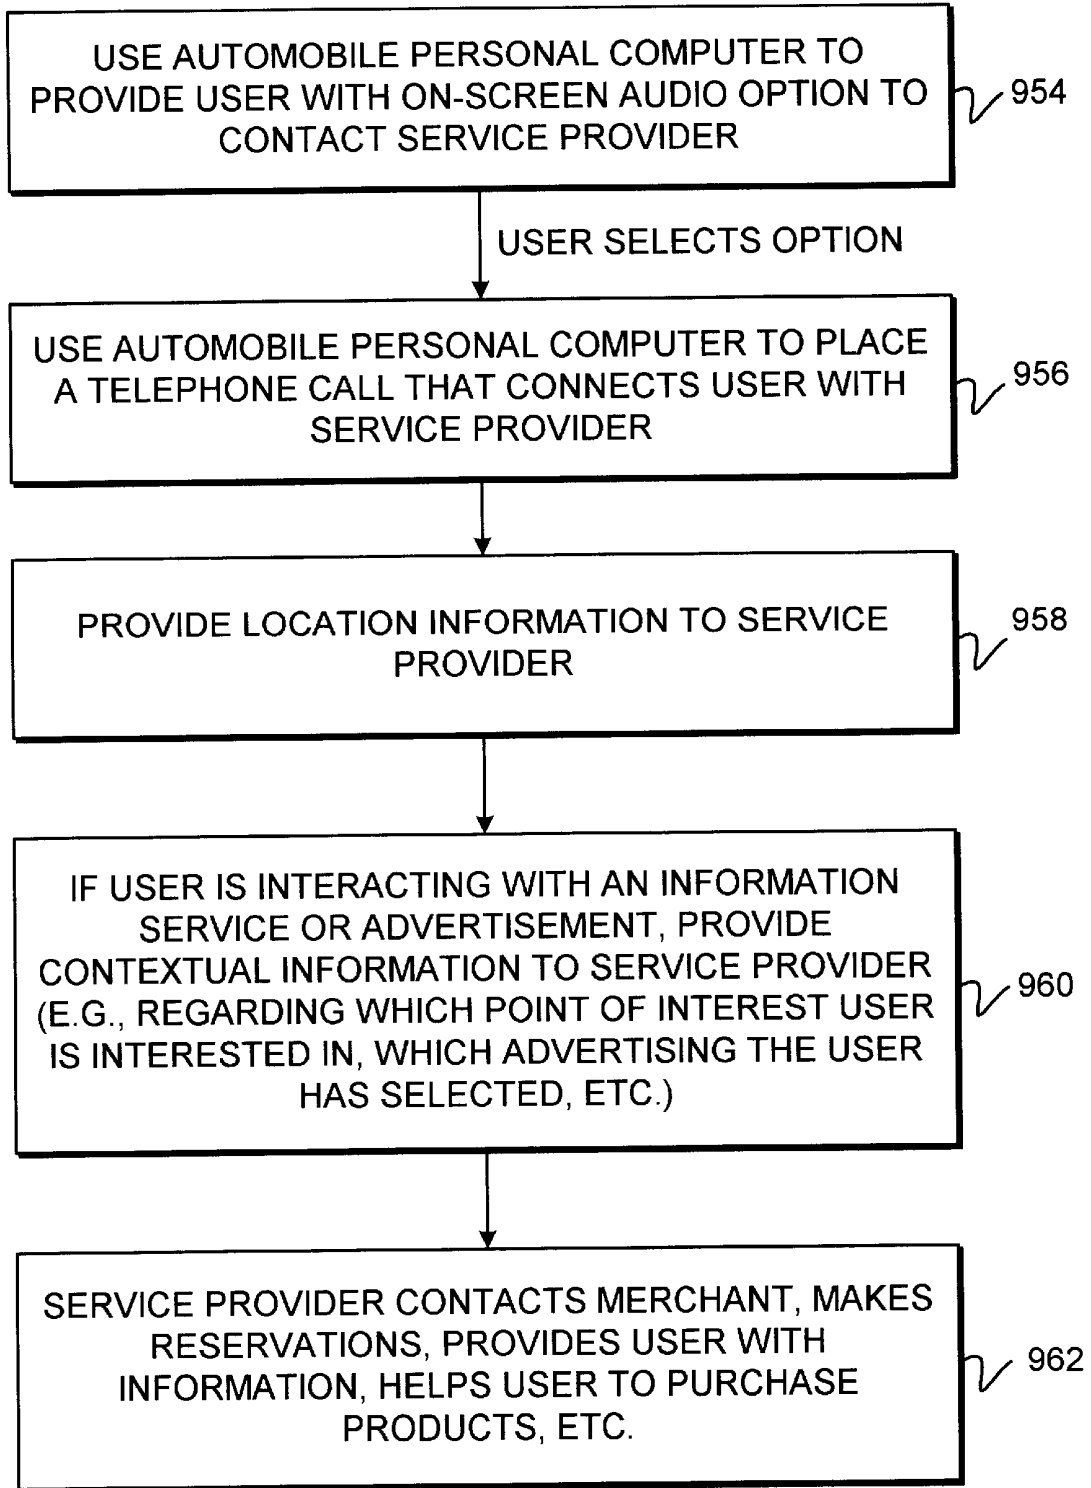 USE AUTOMOBILE PERSONAL COMPUTER TO
PROVIDE USER WITH ON-SCREEN AUDIO OPTION TO
CONTACT SERVICE PROVIDER
954
USER SELECTS OPTION
USE AUTOMOBILE PERSONAL COMPUTER TO PLACE
A TELEPHONE CALL THAT CONNECTS USER WITH
SERVICE PROVIDER
956
PROVIDE LOCATION INFORMATION TO SERVICE
PROVIDER
958
IF USER IS INTERACTING WITH AN INFORMATION
SERVICE OR ADVERTISEMENT, PROVIDE
CONTEXTUAL INFORMATION TO SERVICE PROVIDER
(E.G., REGARDING WHICH POINT OF INTEREST USER
IS INTERESTED IN, WHICH ADVERTISING THE USER
HAS SELECTED, ETC.)
960
SERVICE PROVIDER CONTACTS MERCHANT, MAKES
RESERVATIONS, PROVIDES USER WITH
INFORMATION, HELPS USER TO PURCHASE
PRODUCTS, ETC.
962